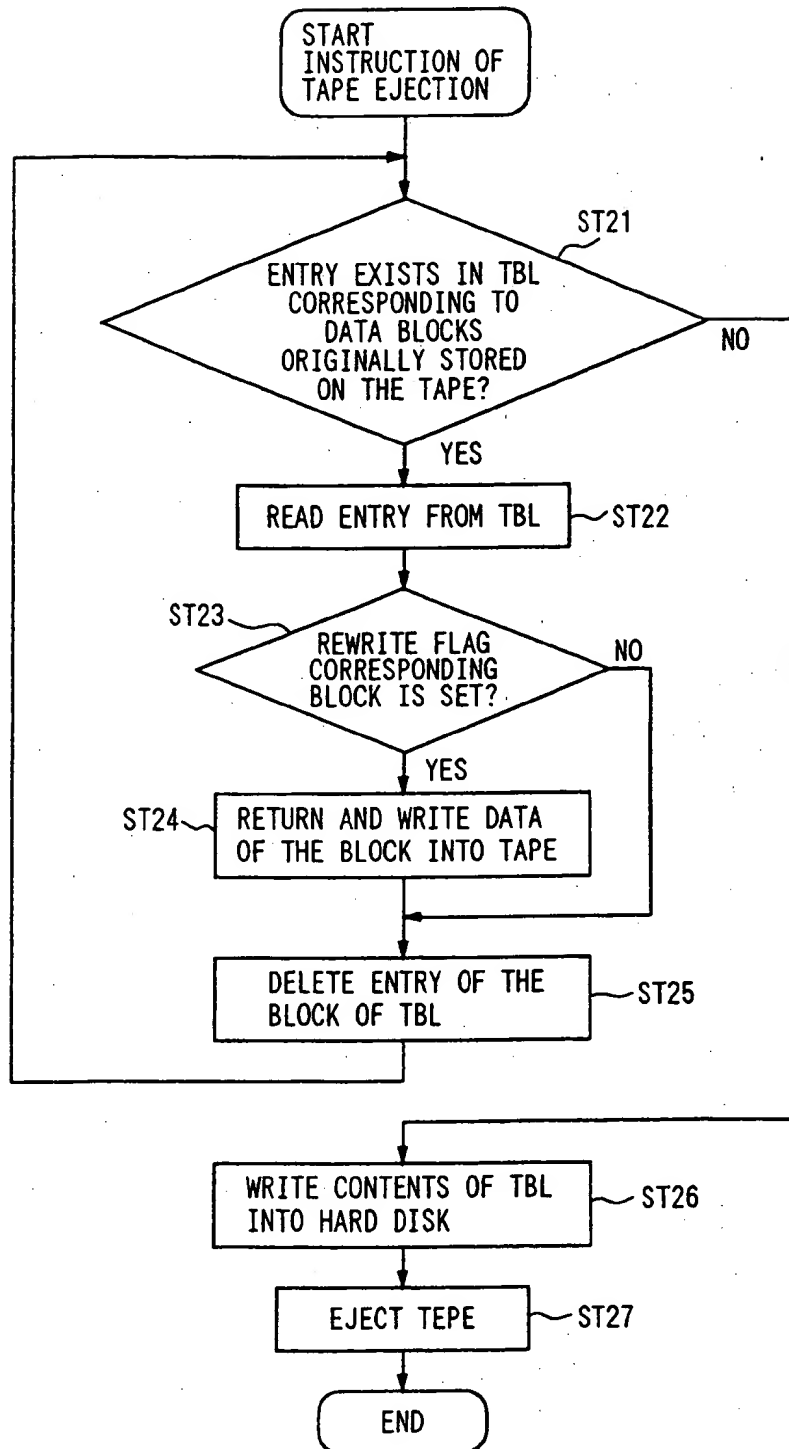 START
INSTRUCTION OF
TAPE EJECTION
ST21
ENTRY EXISTS IN TBL
CORRESPONDING TO
DATA BLOCKS
ORIGINALLY STORED
ON THE TAPE?
NO
YES
READ ENTRY FROM TBL
ST22
ST23
REWRITE FLAG
CORRESPONDING
BLOCK IS SET?
NO
YES
ST24
RETURN AND WRITE DATA
OF THE BLOCK INTO TAPE
DELETE ENTRY OF THE
BLOCK OF TBL
ST25
WRITE CONTENTS OF TBL
INTO HARD DISK
ST26
EJECT TEPE
ST27
END